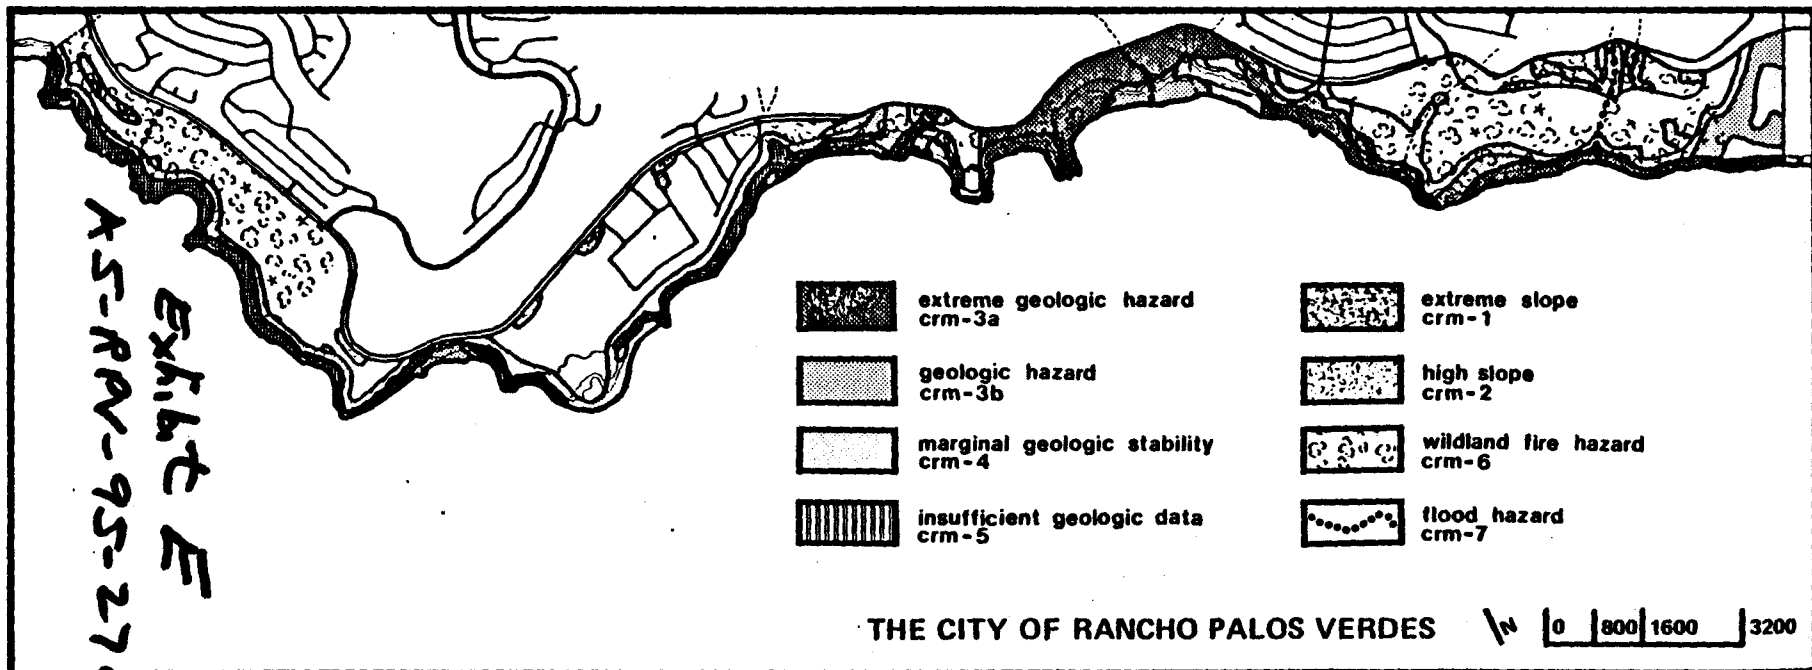 extreme geologic hazard
crm-3a
geologic hazard
crm-3b
marginal geologic stability
crm-4
insufficient geologic data
crm-5
extreme slope
crm-1
high slope
crm-2
wildland fire hazard
crm-6
flood hazard
crm-7
THE CITY OF RANCHO PALOS VERDES
N
0 800 1600 3200
Exhibit E
A5-RPV-95-27